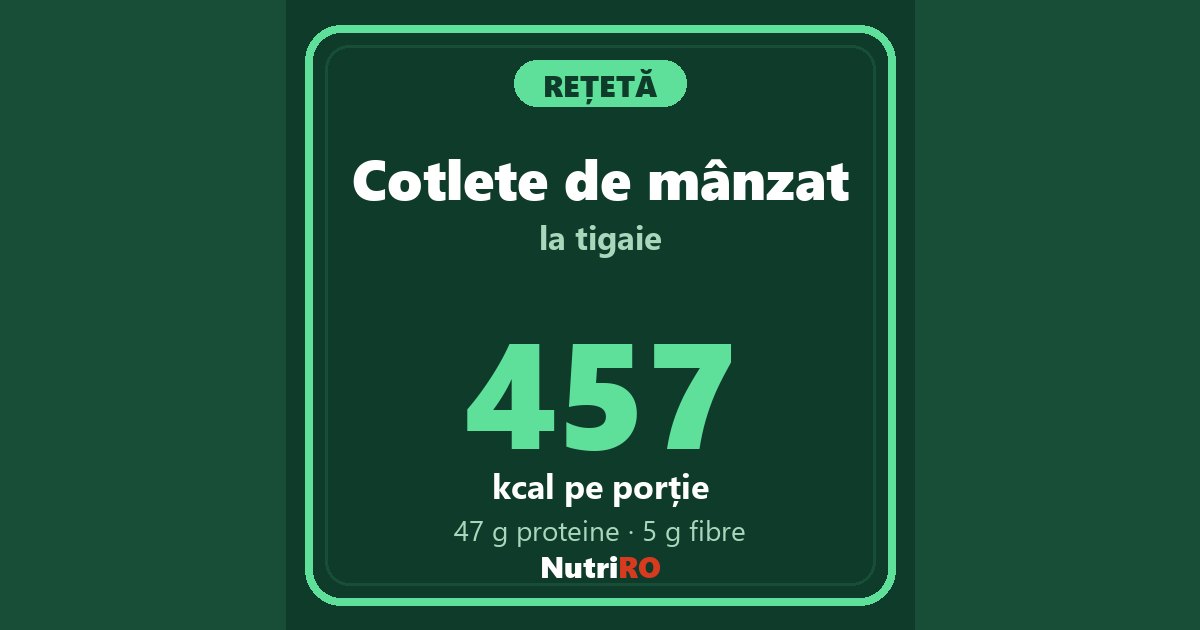 REȚETĂ
Cotlete de mânzat
la tigaie
457
kcal pe porție
47 g proteine · 5 g fibre
NutriRO